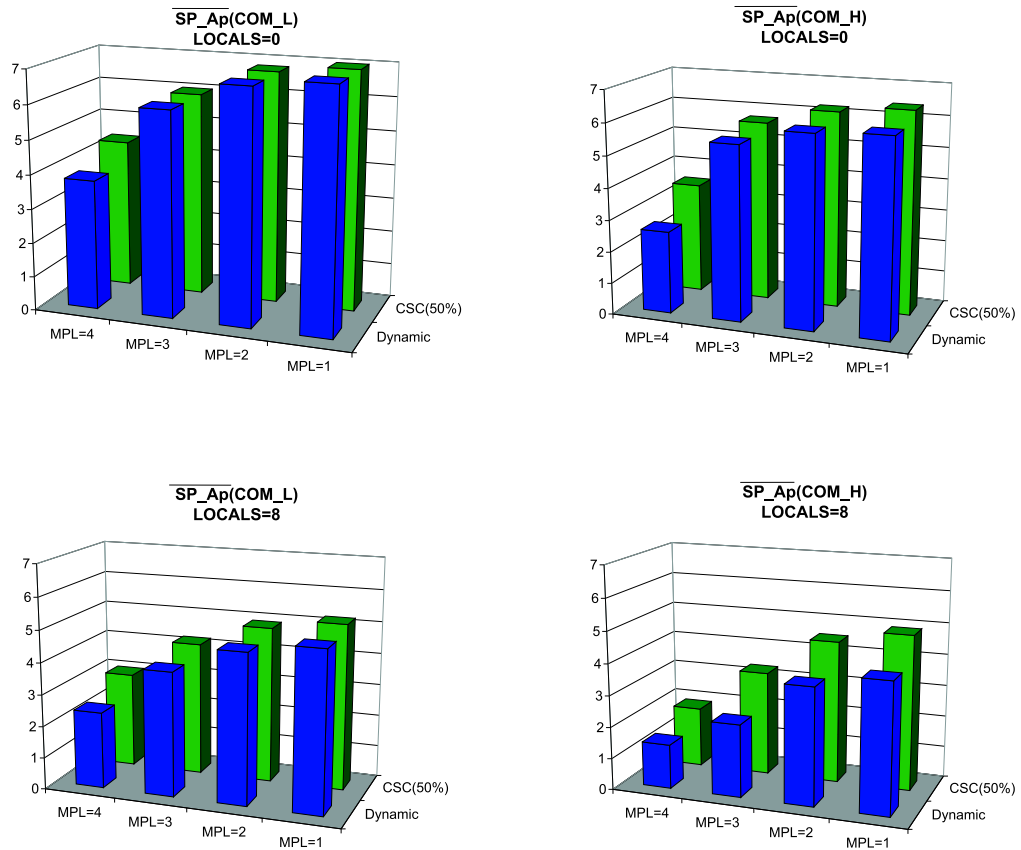 SP_Ap(COM_L)
LOCALS=0
7
6
5
4
3
2
1
0
MPL=4
MPL=3
MPL=2
MPL=1
CSC(50%)
Dynamic
SP_Ap(COM_H)
LOCALS=0
7
6
5
4
3
2
1
0
MPL=4
MPL=3
MPL=2
MPL=1
CSC(50%)
Dynamic
SP_Ap(COM_L)
LOCALS=8
7
6
5
4
3
2
1
0
MPL=4
MPL=3
MPL=2
MPL=1
CSC(50%)
Dynamic
SP_Ap(COM_H)
LOCALS=8
7
6
5
4
3
2
1
0
MPL=4
MPL=3
MPL=2
MPL=1
CSC(50%)
Dynamic